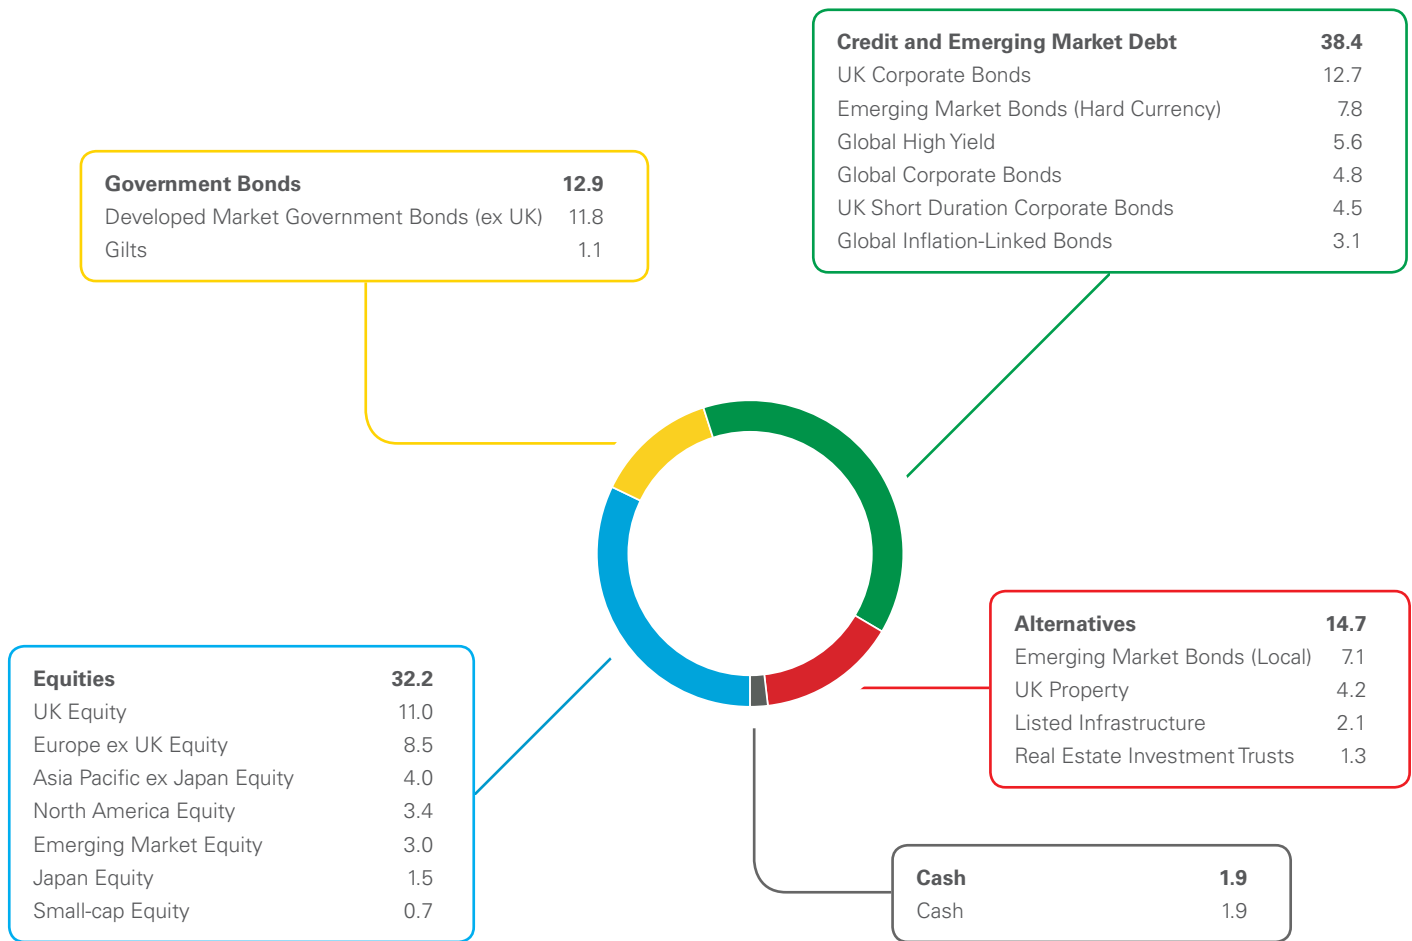 Credit and Emerging Market Debt 38.4
UK Corporate Bonds 12.7
Emerging Market Bonds (Hard Currency) 7.8
Global High Yield 5.6
Global Corporate Bonds 4.8
UK Short Duration Corporate Bonds 4.5
Global Inflation-Linked Bonds 3.1
Government Bonds 12.9
Developed Market Government Bonds (ex UK) 11.8
Gilts 1.1
Alternatives 14.7
Emerging Market Bonds (Local) 7.1
UK Property 4.2
Listed Infrastructure 2.1
Real Estate Investment Trusts 1.3
Equities 32.2
UK Equity 11.0
Europe ex UK Equity 8.5
Asia Pacific ex Japan Equity 4.0
North America Equity 3.4
Emerging Market Equity 3.0
Japan Equity 1.5
Small-cap Equity 0.7
Cash 1.9
Cash 1.9